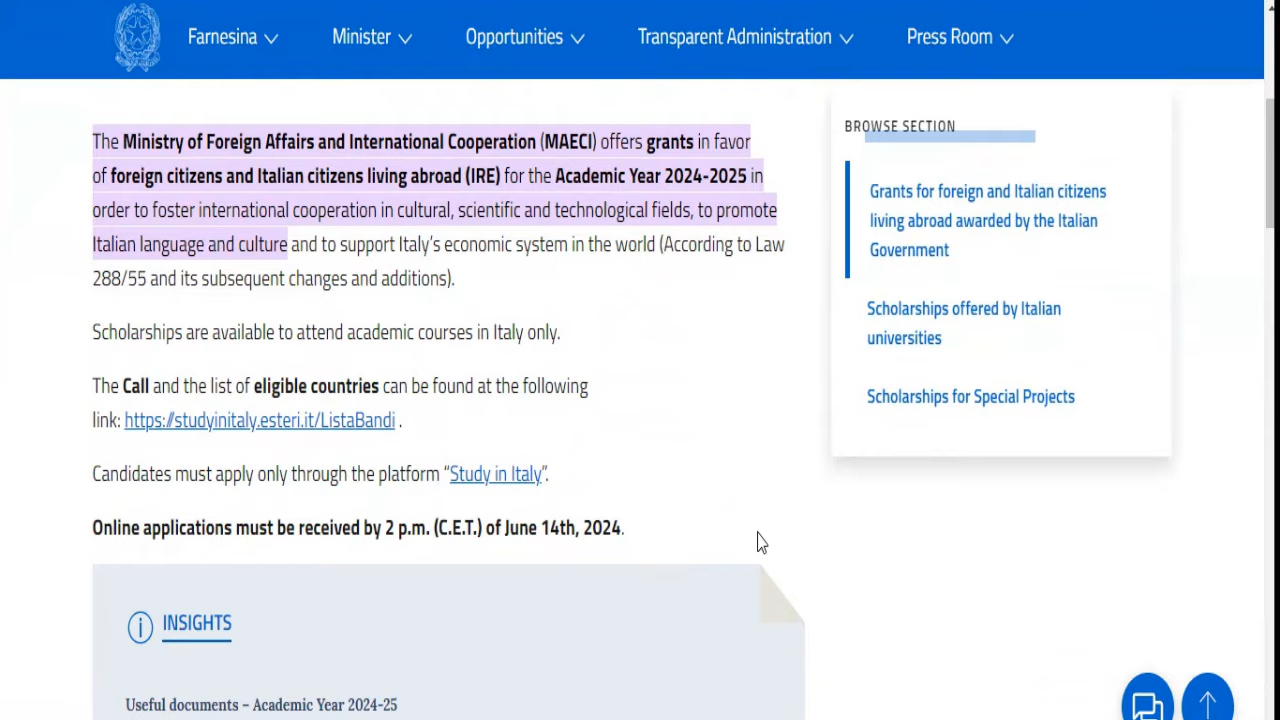 Farnesina Minister Opportunities Transparent Administration Press Room
The Ministry of Foreign Affairs and International Cooperation (MAECI) offers grants in favor
of foreign citizens and Italian citizens living abroad (IRE) for the Academic Year 2024-2025 in
order to foster international cooperation in cultural, scientific and technological fields, to promote
Italian language and culture and to support Italy’s economic system in the world (According to Law
288/55 and its subsequent changes and additions).
Scholarships are available to attend academic courses in Italy only.
The Call and the list of eligible countries can be found at the following
link: https://studyinitaly.esteri.it/ListaBandi .
Candidates must apply only through the platform “Study in Italy”.
Online applications must be received by 2 p.m. (C.E.T.) of June 14th, 2024.
INSIGHTS
Useful documents – Academic Year 2024-25
BROWSE SECTION
Grants for foreign and Italian citizens
living abroad awarded by the Italian
Government
Scholarships offered by Italian
universities
Scholarships for Special Projects